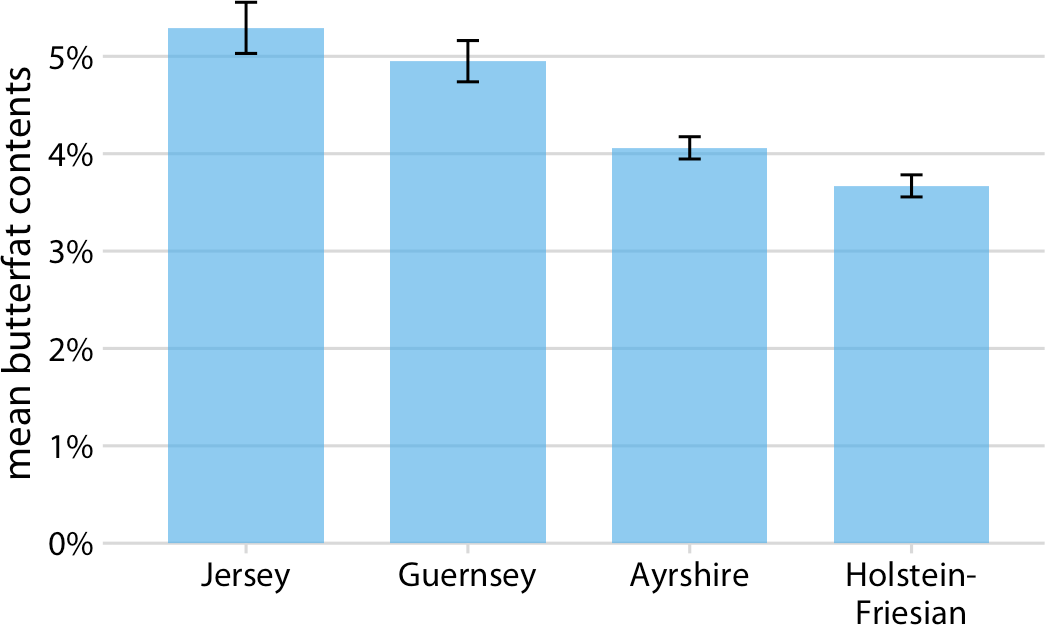 mean butterfat contents
5%
4%
3%
2%
1%
0%
Jersey
Guernsey
Ayrshire
Holstein-
Friesian